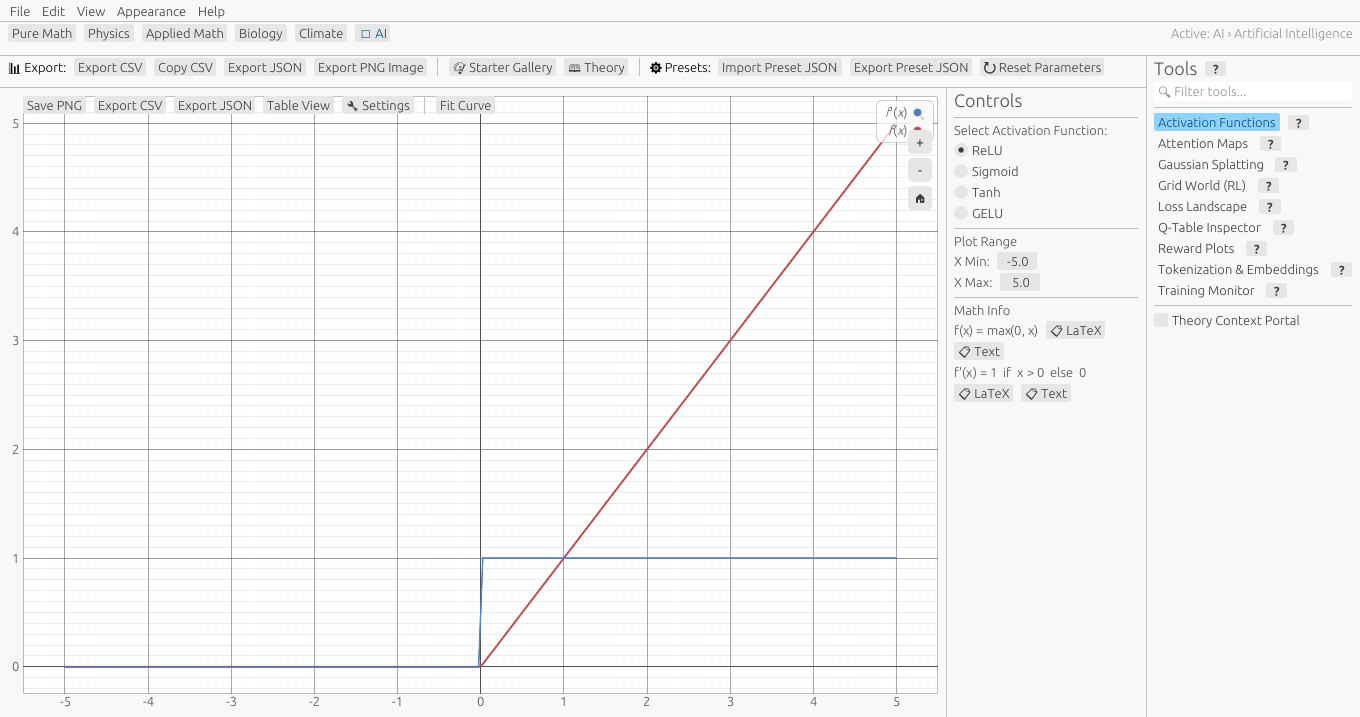 File Edit View Appearance Help
Pure Math Physics Applied Math Biology Climate AI Active: AI › Artificial Intelligence
Export: Export CSV Copy CSV Export JSON Export PNG Image Starter Gallery Theory Presets: Import Preset JSON Export Preset JSON Reset Parameters
Save PNG Export CSV Export JSON Table View Settings Fit Curve
f'(x)
f(x)
+
-
5
4
3
2
1
0
-5 -4 -3 -2 -1 0 1 2 3 4 5
Controls
Select Activation Function:
ReLU
Sigmoid
Tanh
GELU
Plot Range
X Min: -5.0
X Max: 5.0
Math Info
f(x) = max(0, x) LaTeX
Text
f'(x) = 1 if x > 0 else 0
LaTeX Text
Tools ?
Filter tools...
Activation Functions ?
Attention Maps ?
Gaussian Splatting ?
Grid World (RL) ?
Loss Landscape ?
Q-Table Inspector ?
Reward Plots ?
Tokenization & Embeddings ?
Training Monitor ?
Theory Context Portal